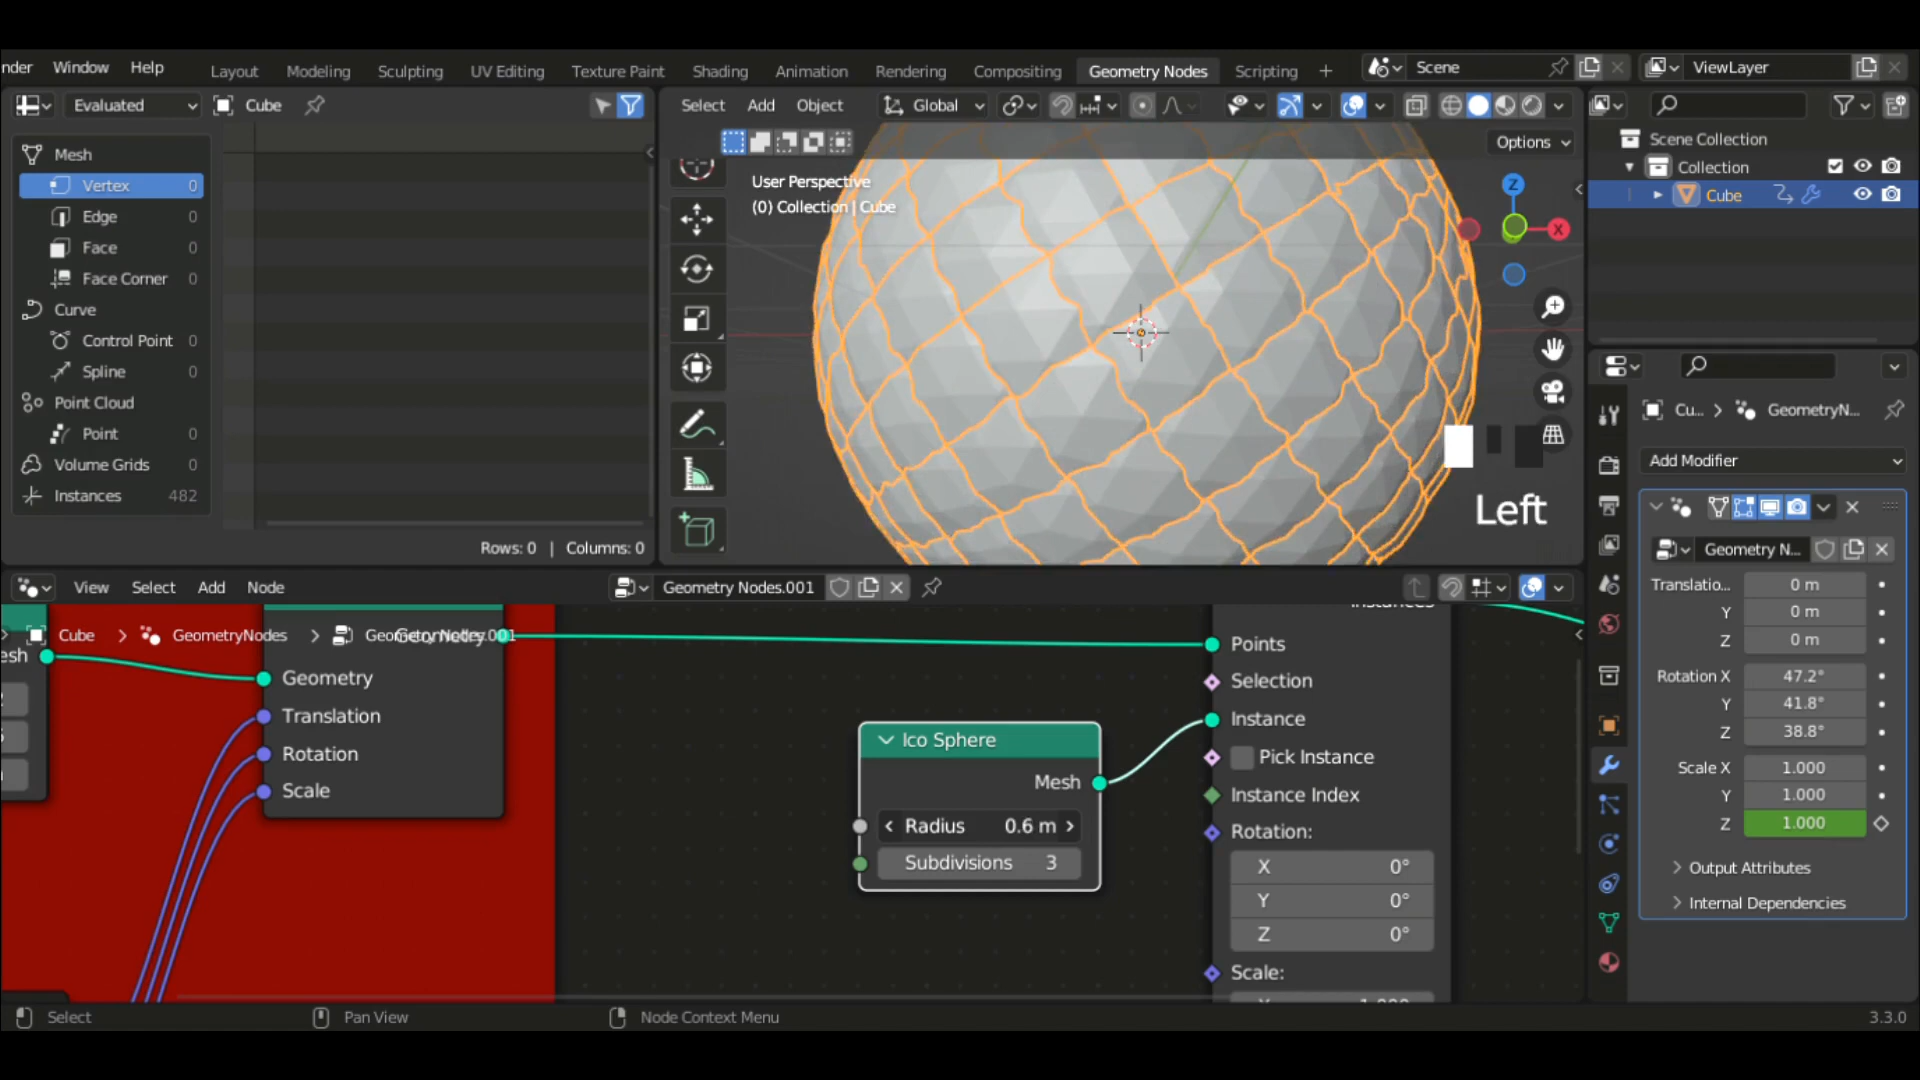 nder Window Help Layout Modeling Sculpting UV Editing Texture Paint Shading Animation Rendering Compositing Geometry Nodes Scripting + Scene ViewLayer
Evaluated Cube Select Add Object Global
Options
Mesh
Vertex 0
Edge 0
Face 0
Face Corner 0
Curve
Control Point 0
Spline 0
Point Cloud
Point 0
Volume Grids 0
Instances 482
Rows: 0 | Columns: 0
User Perspective
(0) Collection | Cube
Z
X
Left
Scene Collection
Collection
Cube
Cu... > GeometryN...
Add Modifier
Geometry N...
Translatio... 0 m
Y 0 m
Z 0 m
Rotation X 47.2°
Y 41.8°
Z 38.8°
Scale X 1.000
Y 1.000
Z 1.000
Output Attributes
Internal Dependencies
View Select Add Node Geometry Nodes.001
Cube > GeometryNodes > Geometry Nodes.001
Geometry
Geometry
Translation
Rotation
Scale
Ico Sphere
Mesh
Radius 0.6 m
Subdivisions 3
Instances
Points
Selection
Instance
Pick Instance
Instance Index
Rotation:
X 0°
Y 0°
Z 0°
Scale:
Select Pan View Node Context Menu 3.3.0